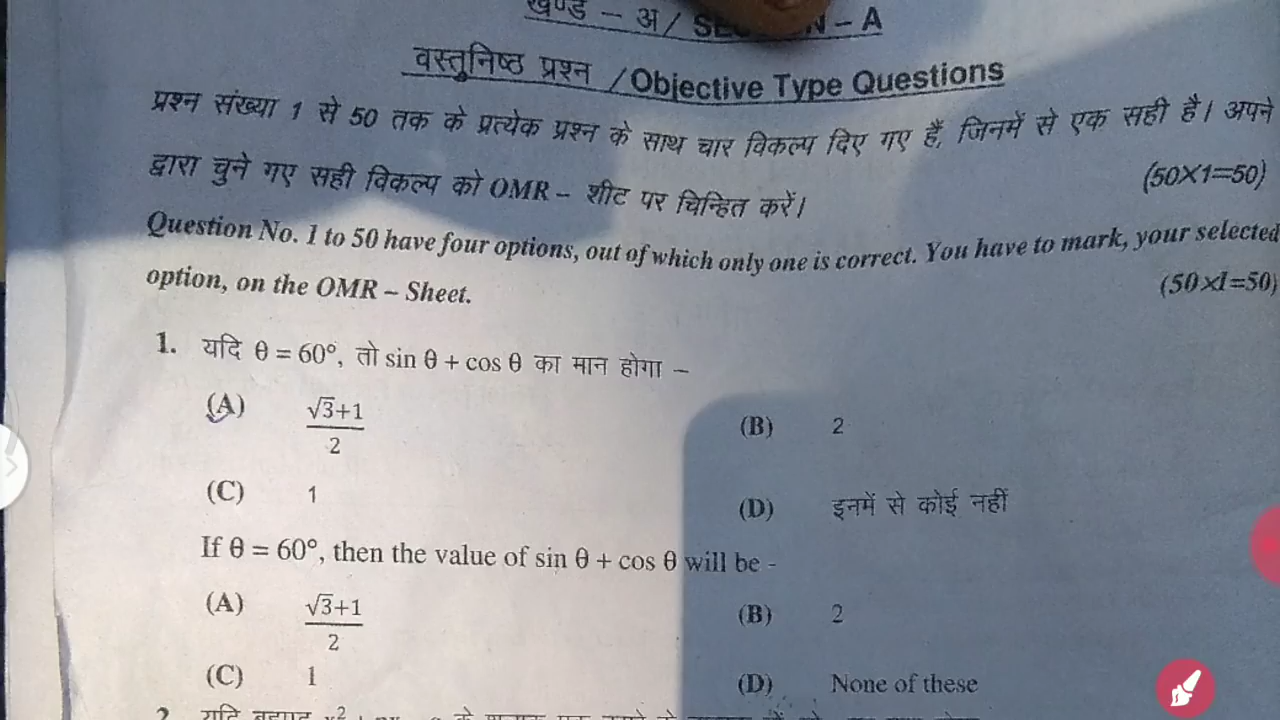 खण्ड – अ / SE N – A
वस्तुनिष्ठ प्रश्न / Objective Type Questions
प्रश्न संख्या 1 से 50 तक के प्रत्येक प्रश्न के साथ चार विकल्प दिए गए हैं, जिनमें से एक सही है। अपने
द्वारा चुने गए सही विकल्प को OMR – शीट पर चिन्हित करें।
(50X1=50)
Question No. 1 to 50 have four options, out of which only one is correct. You have to mark, your selected
option, on the OMR – Sheet.
(50×1=50)
1. यदि θ = 60°, तो sin θ + cos θ का मान होगा –
(A) (√3+1)/2 (B) 2
(C) 1 (D) इनमें से कोई नहीं
If θ = 60°, then the value of sin θ + cos θ will be -
(A) (√3+1)/2 (B) 2
(C) 1 (D) None of these
2. यदि